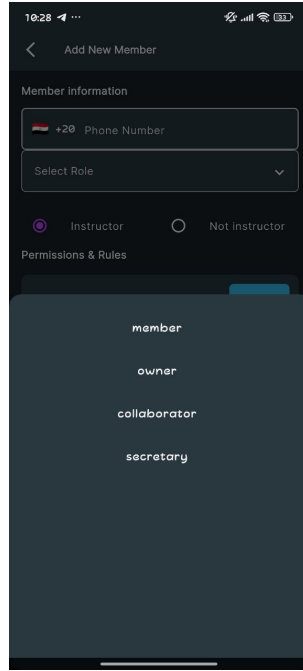 10:28
Add New Member
Member information
+20 Phone Number
Select Role
Instructor Not instructor
Permissions & Rules
member
owner
collaborator
secretary